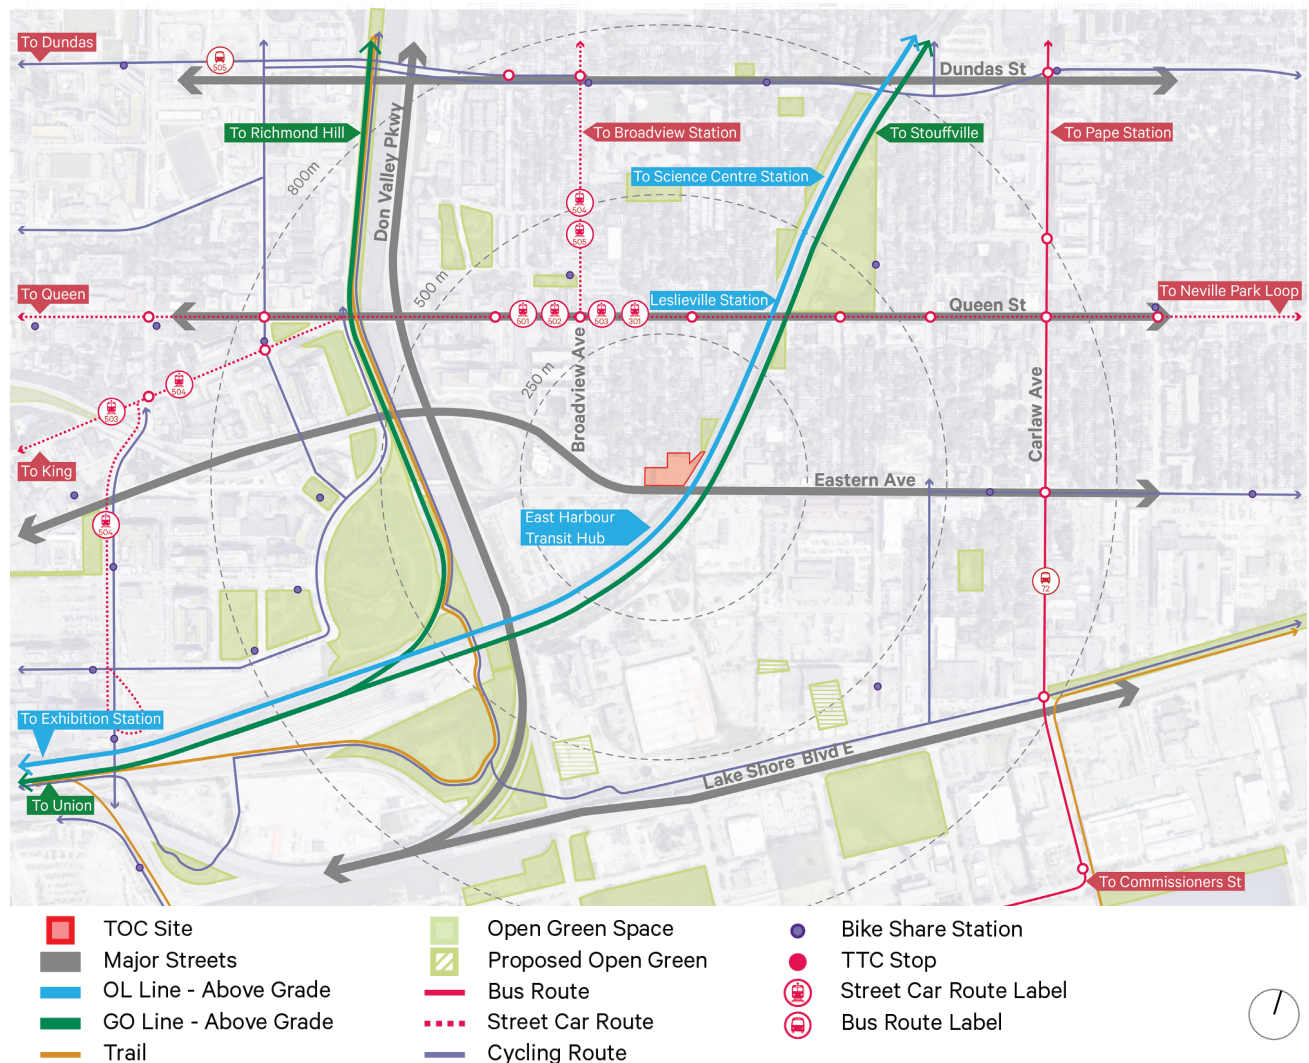 To Dundas
505
Dundas St
To Richmond Hill
Don Valley Pkwy
To Broadview Station
To Stouffville
To Pape Station
800m
To Science Centre Station
504
505
500 m
To Queen
Leslieville Station
Queen St
To Neville Park Loop
501
502
503
301
Broadview Ave
250 m
504
503
Carlaw Ave
To King
Eastern Ave
504
East Harbour
Transit Hub
72
To Exhibition Station
Lake Shore Blvd E
To Union
To Commissioners St
TOC Site
Major Streets
OL Line - Above Grade
GO Line - Above Grade
Trail
Open Green Space
Proposed Open Green
Bus Route
Street Car Route
Cycling Route
Bike Share Station
TTC Stop
Street Car Route Label
Bus Route Label